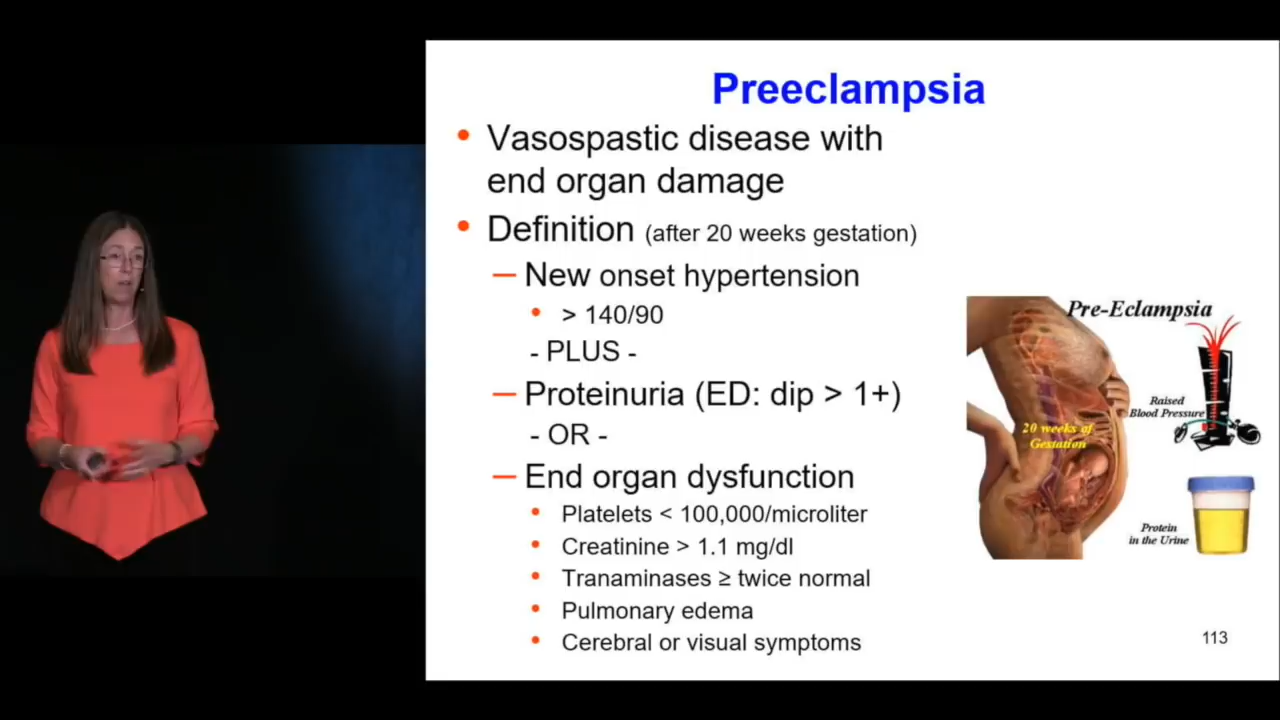 Preeclampsia
• Vasospastic disease with
end organ damage
• Definition (after 20 weeks gestation)
– New onset hypertension
• > 140/90
- PLUS -
– Proteinuria (ED: dip > 1+)
- OR -
– End organ dysfunction
• Platelets < 100,000/microliter
• Creatinine > 1.1 mg/dl
• Tranaminases ≥ twice normal
• Pulmonary edema
• Cerebral or visual symptoms
Pre-Eclampsia
Raised
Blood Pressure
20 weeks of
Gestation
Protein
in the Urine
113